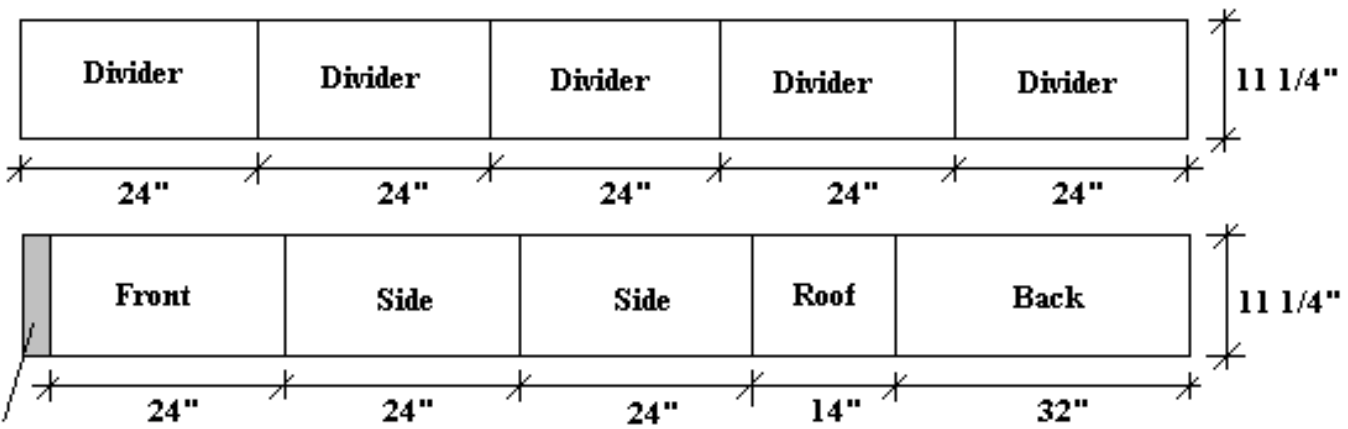 Divider Divider Divider Divider Divider 11 1/4"
24" 24" 24" 24" 24"
Front Side Side Roof Back 11 1/4"
24" 24" 24" 14" 32"